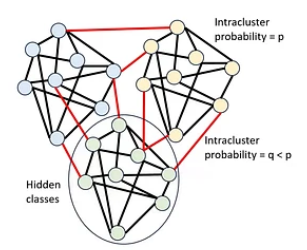 Intracluster
probability = p
Intracluster
probability = q < p
Hidden
classes